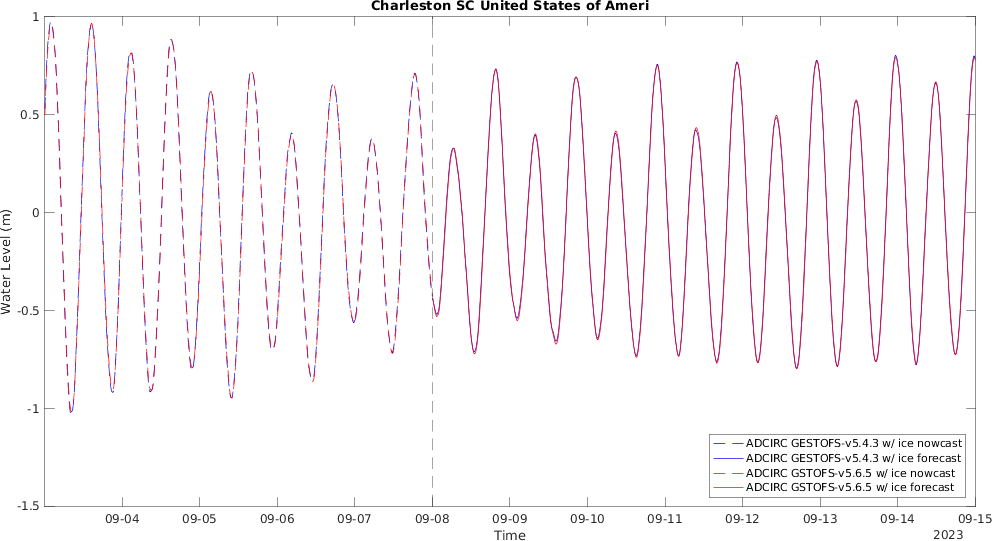 Charleston SC United States of Ameri
1
0.5
0
-0.5
-1
-1.5
Water Level (m)
09-04 09-05 09-06 09-07 09-08 09-09 09-10 09-11 09-12 09-13 09-14 09-15
Time
2023
ADCIRC GESTOFS-v5.4.3 w/ ice nowcast
ADCIRC GESTOFS-v5.4.3 w/ ice forecast
ADCIRC GSTOFS-v5.6.5 w/ ice nowcast
ADCIRC GSTOFS-v5.6.5 w/ ice forecast